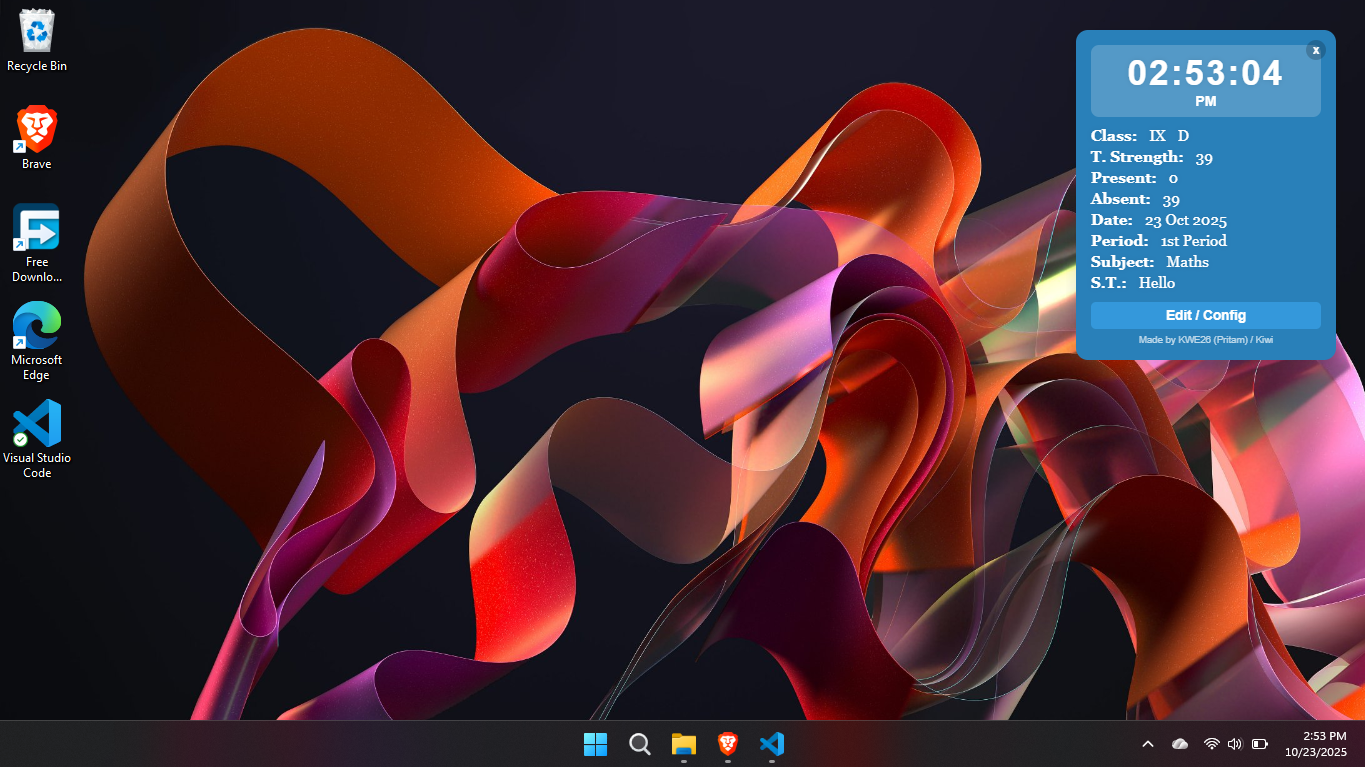 Recycle Bin
Brave
Free
Downlo...
Microsoft
Edge
Visual Studio
Code
x
02:53:04
PM
Class: IX D
T. Strength: 39
Present: 0
Absent: 39
Date: 23 Oct 2025
Period: 1st Period
Subject: Maths
S.T.: Hello
Edit / Config
Made by KWE26 (Pritam) / Kiwi
2:53 PM
10/23/2025